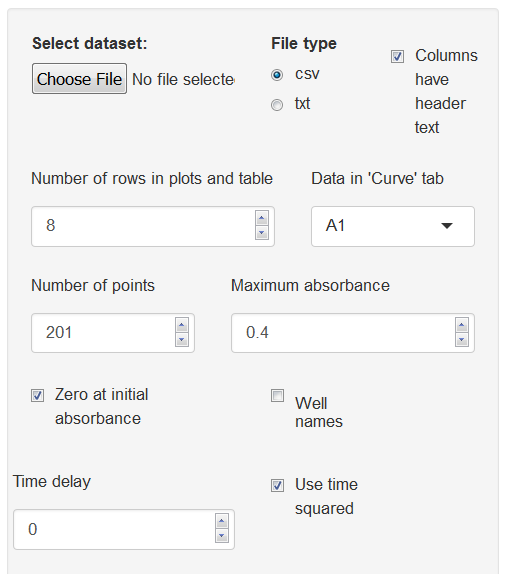 Select dataset:
File type
Choose File No file selected
csv
txt
Columns
have
header
text
Number of rows in plots and table
Data in 'Curve' tab
8
A1
Number of points
Maximum absorbance
201
0.4
Zero at initial
absorbance
Well
names
Time delay
Use time
squared
0